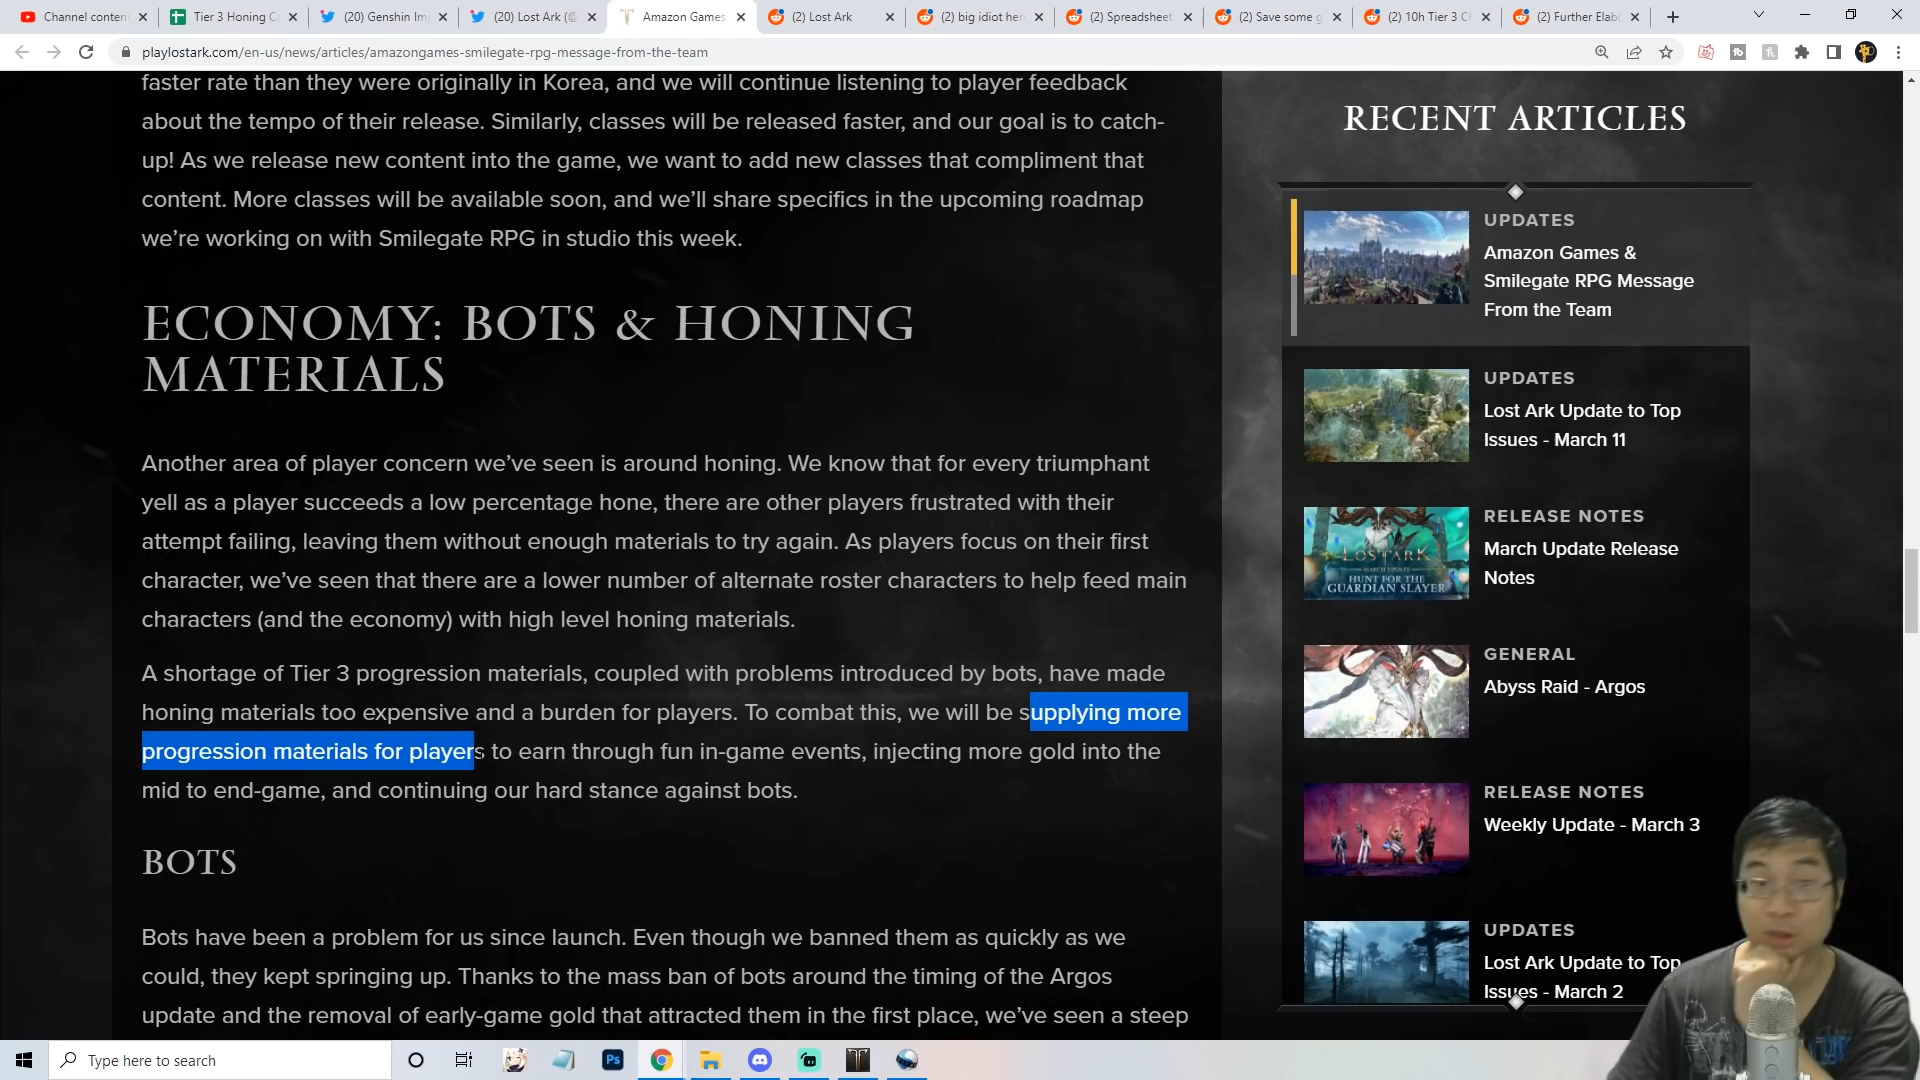 Channel content
Tier 3 Honing C
(20) Genshin Im
(20) Lost Ark (@
Amazon Games
(2) Lost Ark
(2) big idiot her
(2) Spreadsheet
(2) Save some g
(2) 10h Tier 3 C
(2) Further Elab
playlostark.com/en-us/news/articles/amazongames-smilegate-rpg-message-from-the-team
faster rate than they were originally in Korea, and we will continue listening to player feedback
about the tempo of their release. Similarly, classes will be released faster, and our goal is to catch-
up! As we release new content into the game, we want to add new classes that compliment that
content. More classes will be available soon, and we’ll share specifics in the upcoming roadmap
we’re working on with Smilegate RPG in studio this week.
ECONOMY: BOTS & HONING
MATERIALS
Another area of player concern we’ve seen is around honing. We know that for every triumphant
yell as a player succeeds a low percentage hone, there are other players frustrated with their
attempt failing, leaving them without enough materials to try again. As players focus on their first
character, we’ve seen that there are a lower number of alternate roster characters to help feed main
characters (and the economy) with high level honing materials.
A shortage of Tier 3 progression materials, coupled with problems introduced by bots, have made
honing materials too expensive and a burden for players. To combat this, we will be supplying more
progression materials for players to earn through fun in-game events, injecting more gold into the
mid to end-game, and continuing our hard stance against bots.
BOTS
Bots have been a problem for us since launch. Even though we banned them as quickly as we
could, they kept springing up. Thanks to the mass ban of bots around the timing of the Argos
update and the removal of early-game gold that attracted them in the first place, we’ve seen a steep
RECENT ARTICLES
UPDATES
Amazon Games &
Smilegate RPG Message
From the Team
UPDATES
Lost Ark Update to Top
Issues - March 11
LOST ARK
MARCH UPDATE
HUNT FOR THE
GUARDIAN SLAYER
RELEASE NOTES
March Update Release
Notes
GENERAL
Abyss Raid - Argos
RELEASE NOTES
Weekly Update - March 3
UPDATES
Lost Ark Update to Top
Issues - March 2
Type here to search
Ps